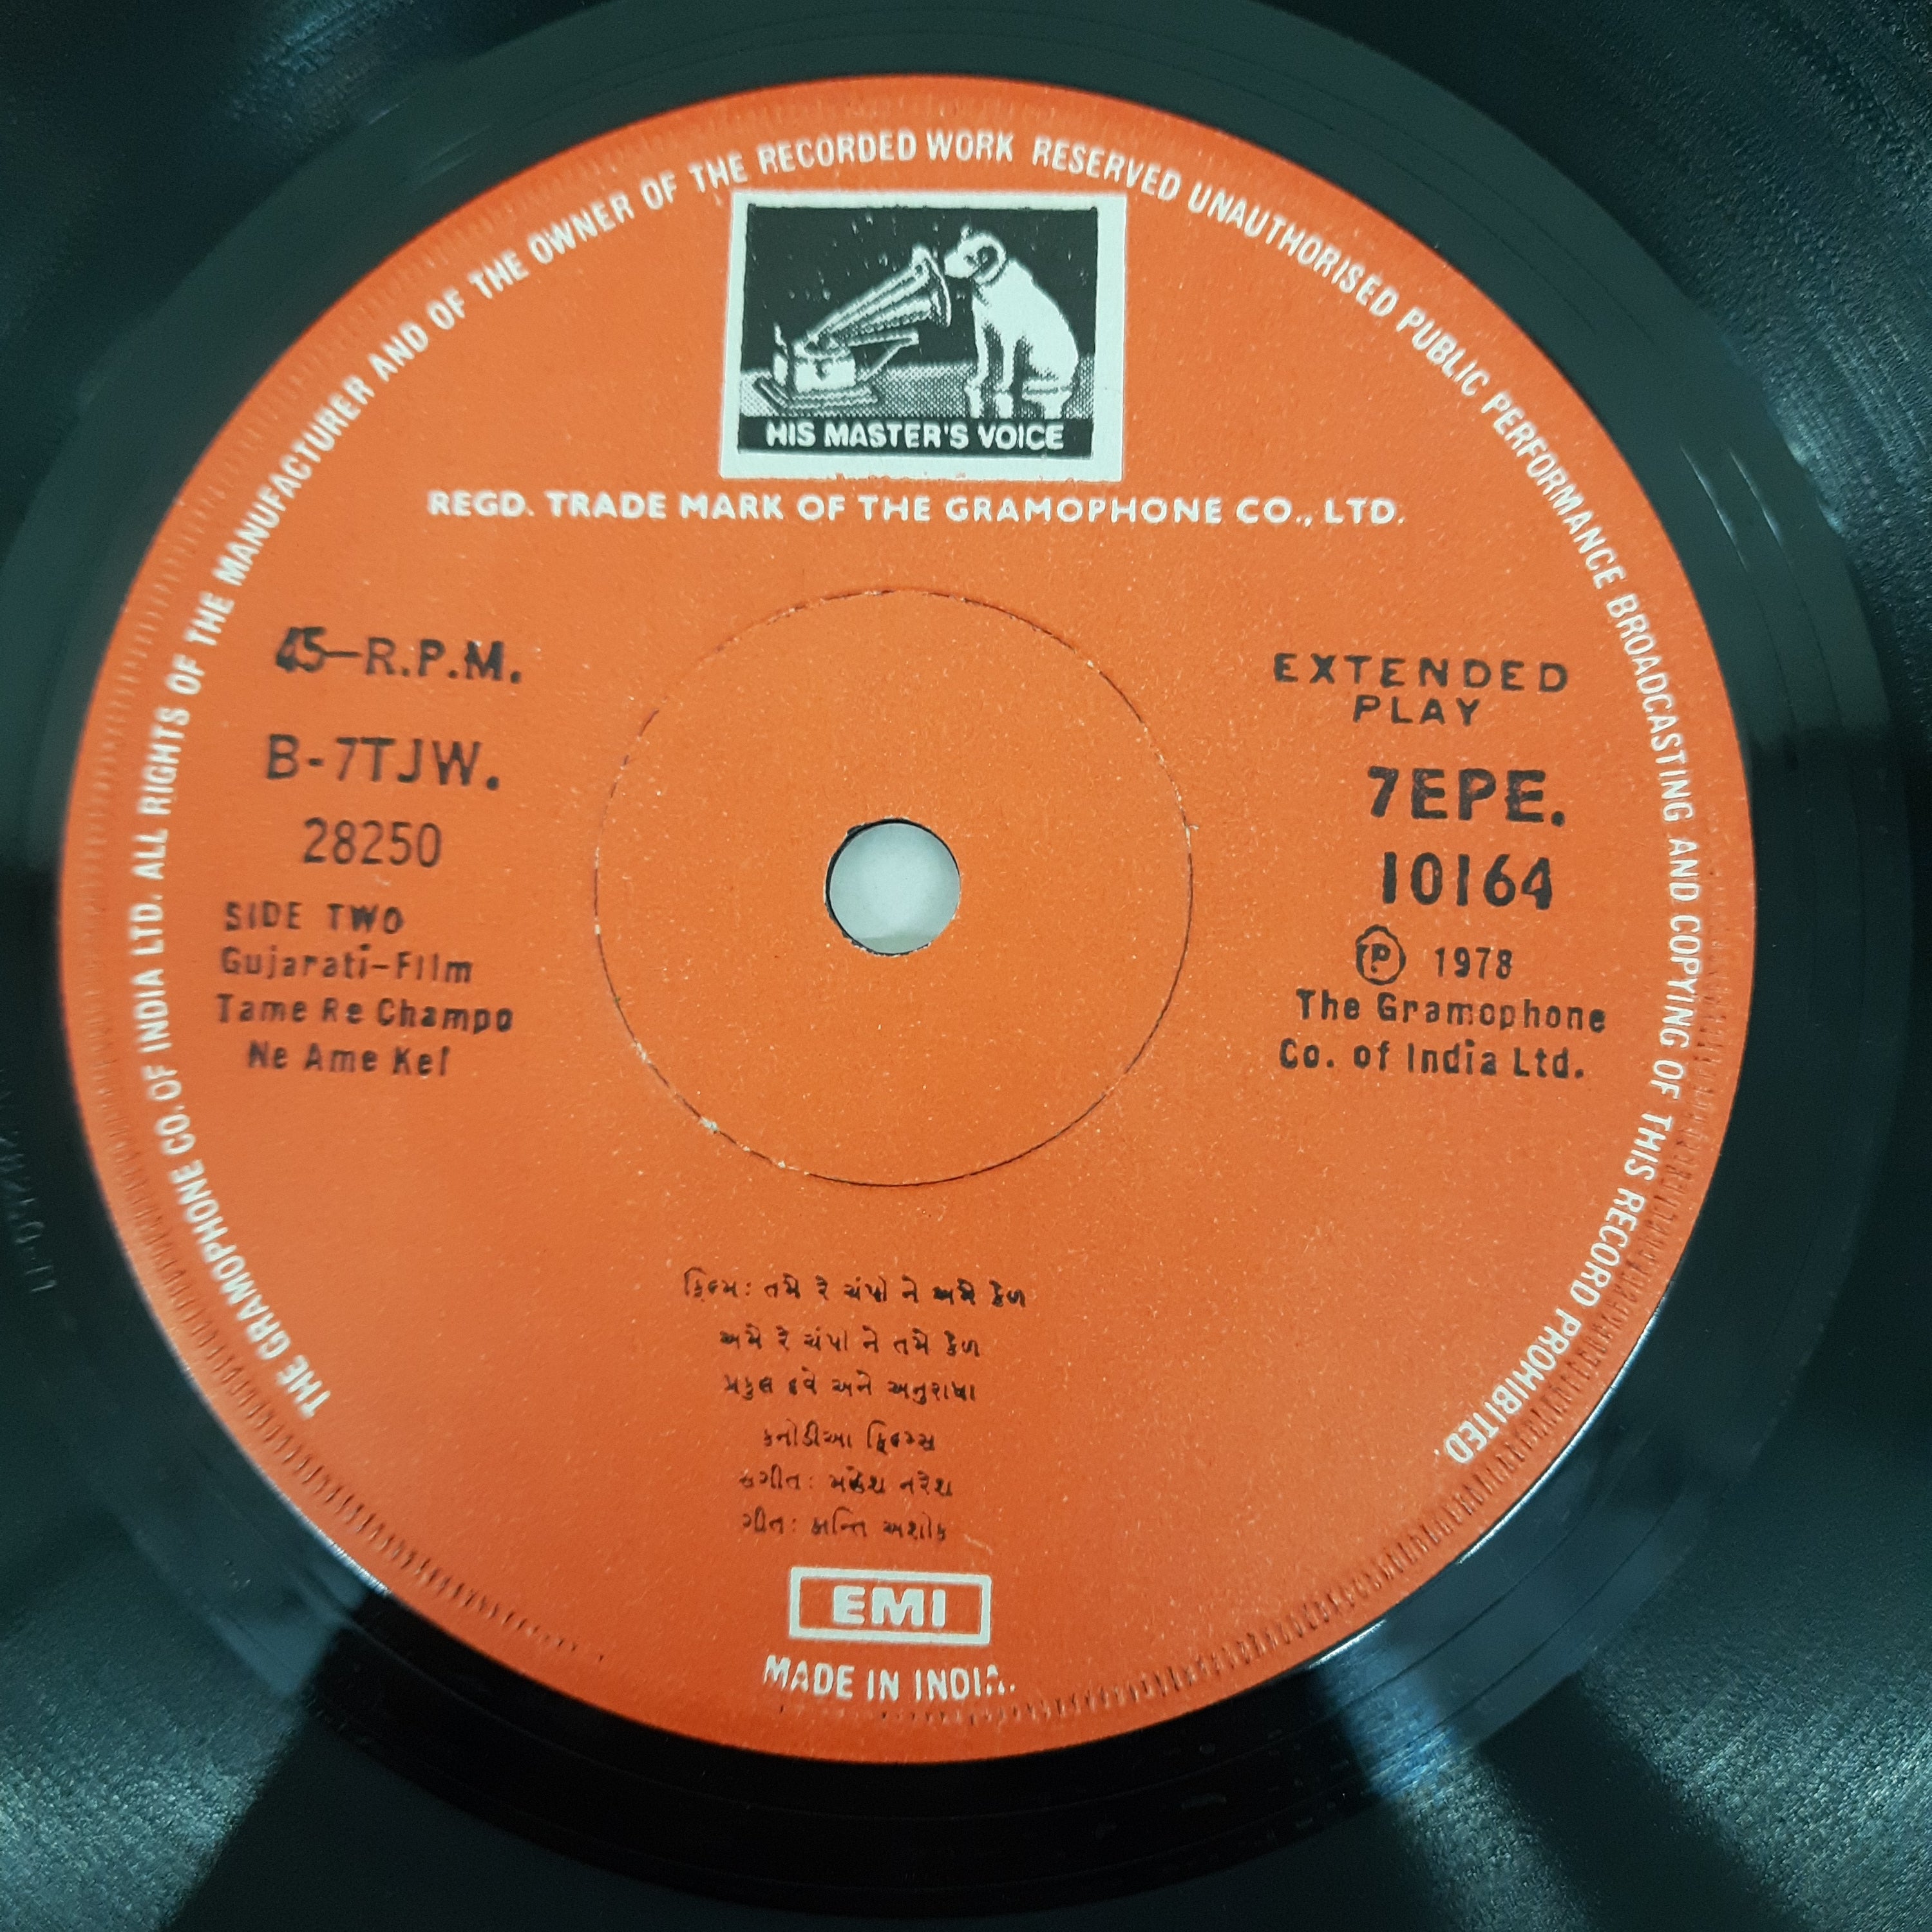 THE GRAMOPHONE CO. OF INDIA LTD. ALL RIGHTS OF THE MANUFACTURER AND OF THE OWNER OF THE RECORDED WORK RESERVED UNAUTHORISED PUBLIC PERFORMANCE BROADCASTING AND COPYING OF THIS RECORD PROHIBITED.
HIS MASTER'S VOICE
REGD. TRADE MARK OF THE GRAMOPHONE CO., LTD.
45-R.P.M.
B-7TJW.
28250
SIDE TWO
Gujarati-Film
Tame Re Champo
Ne Ame Kel
EXTENDED
PLAY
7EPE.
10164
Ⓟ 1978
The Gramophone
Co. of India Ltd.
ફિલ્મ: તમે રે ચંપો ને અમે કેળ
અમે રે ચંપો ને તમે કેળ
પ્રફુલ દવે અને અનુરાધા
કનોડીઆ ફિલ્મ્સ
સંગીત: મહેશ નરેશ
ગીત: કાન્તિ અશોક
EMI
MADE IN INDIA.